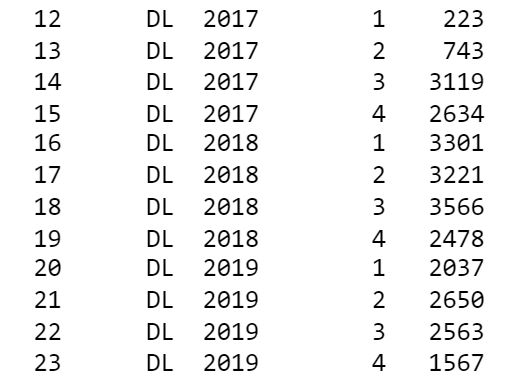 12 DL 2017 1 223
13 DL 2017 2 743
14 DL 2017 3 3119
15 DL 2017 4 2634
16 DL 2018 1 3301
17 DL 2018 2 3221
18 DL 2018 3 3566
19 DL 2018 4 2478
20 DL 2019 1 2037
21 DL 2019 2 2650
22 DL 2019 3 2563
23 DL 2019 4 1567